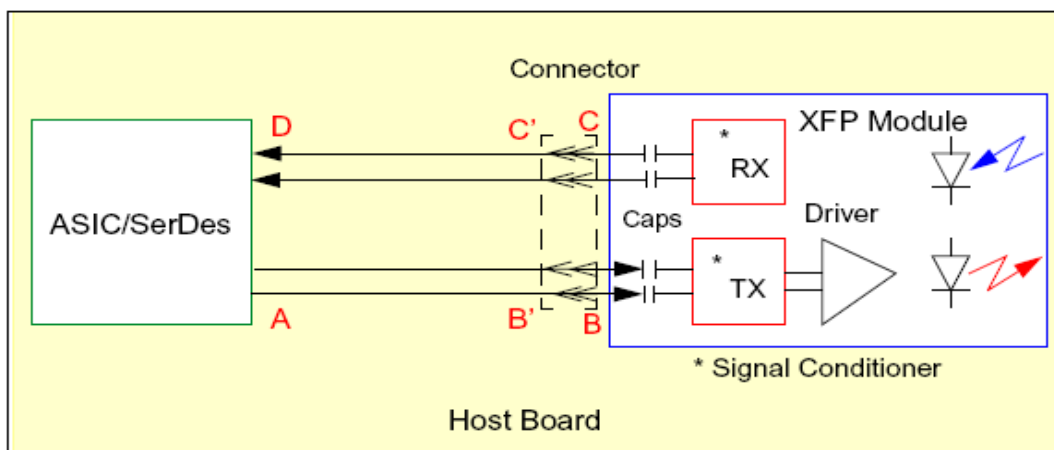 Connector
D
C'
C
XFP Module
*
RX
ASIC/SerDes
Caps
Driver
*
TX
A
B'
B
* Signal Conditioner
Host Board